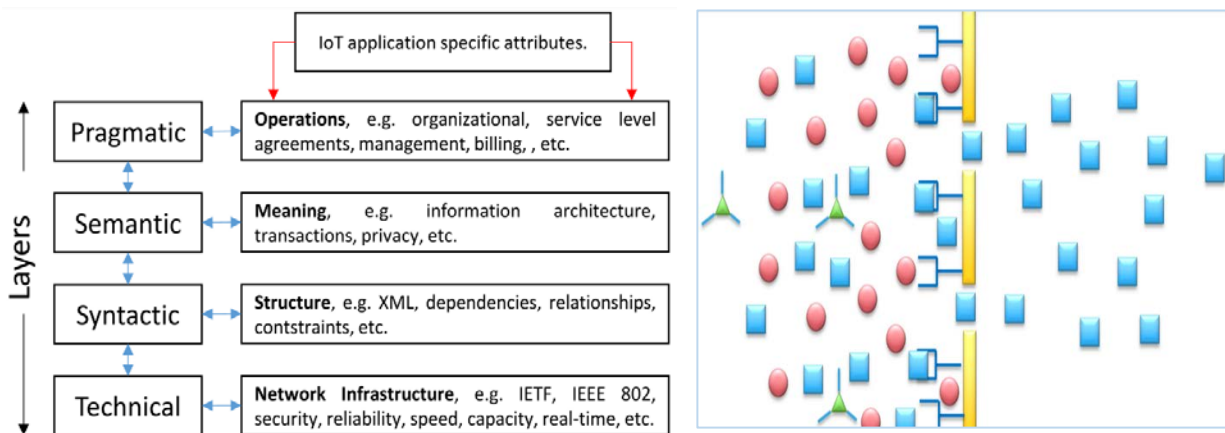 IoT application specific attributes.
Layers
Pragmatic
Operations, e.g. organizational, service level
agreements, management, billing, , etc.
Semantic
Meaning, e.g. information architecture,
transactions, privacy, etc.
Syntactic
Structure, e.g. XML, dependencies, relationships,
contstraints, etc.
Technical
Network Infrastructure, e.g. IETF, IEEE 802,
security, reliability, speed, capacity, real-time, etc.